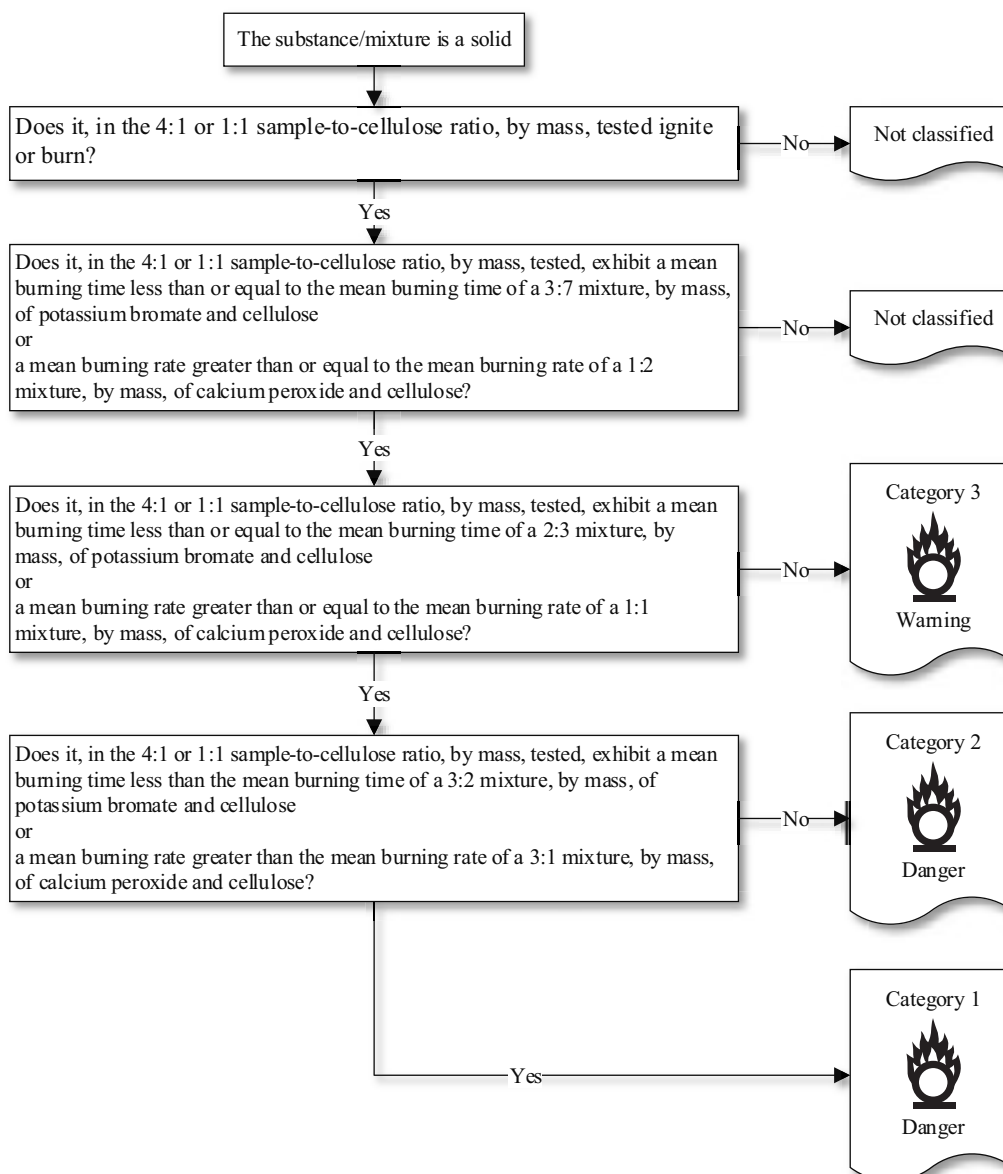 The substance/mixture is a solid
Does it, in the 4:1 or 1:1 sample-to-cellulose ratio, by mass, tested ignite
or burn?
No
Not classified
Yes
Does it, in the 4:1 or 1:1 sample-to-cellulose ratio, by mass, tested, exhibit a mean
burning time less than or equal to the mean burning time of a 3:7 mixture, by mass,
of potassium bromate and cellulose
or
a mean burning rate greater than or equal to the mean burning rate of a 1:2
mixture, by mass, of calcium peroxide and cellulose?
No
Not classified
Yes
Does it, in the 4:1 or 1:1 sample-to-cellulose ratio, by mass, tested, exhibit a mean
burning time less than or equal to the mean burning time of a 2:3 mixture, by
mass, of potassium bromate and cellulose
or
a mean burning rate greater than or equal to the mean burning rate of a 1:1
mixture, by mass, of calcium peroxide and cellulose?
No
Category 3
Warning
Yes
Does it, in the 4:1 or 1:1 sample-to-cellulose ratio, by mass, tested, exhibit a mean
burning time less than the mean burning time of a 3:2 mixture, by mass, of
potassium bromate and cellulose
or
a mean burning rate greater than the mean burning rate of a 3:1 mixture, by mass,
of calcium peroxide and cellulose?
No
Category 2
Danger
Yes
Category 1
Danger